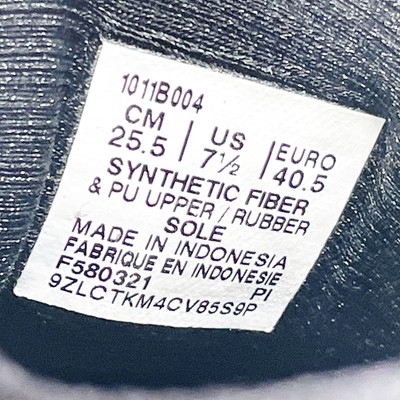 1011B004
CM | US | EURO
25.5 | 7½ | 40.5
SYNTHETIC FIBER
& PU UPPER / RUBBER
SOLE
MADE IN INDONESIA
FABRIQUE EN INDONESIE
F580321 PI
9ZLCTKM4CV85S9P